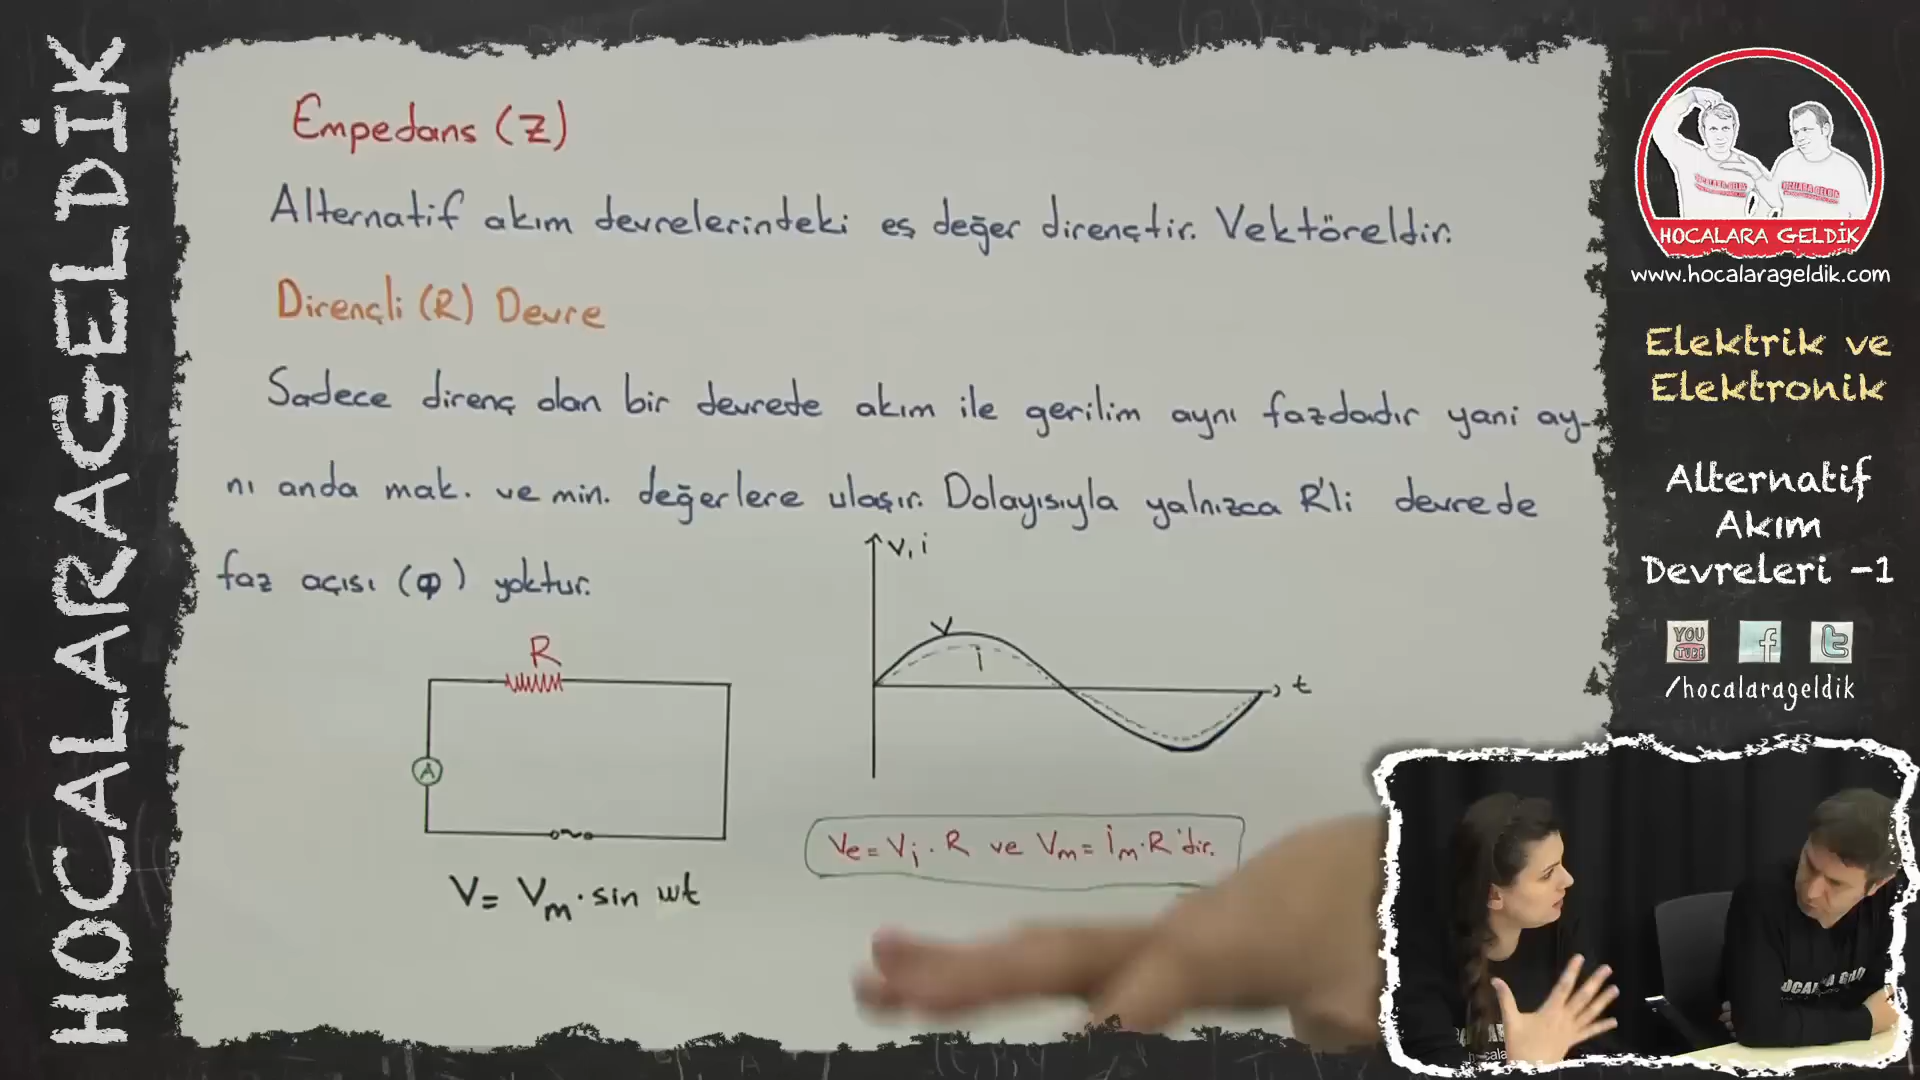 HOCALARAGELDİK
Empedans (Z)
Alternatif akım devrelerindeki eş değer dirençtir. Vektöreldir.
Dirençli (R) Devre
Sadece direnç olan bir devrede akım ile gerilim aynı fazdadır yani ay-
nı anda mak. ve min. değerlere ulaşır. Dolayısıyla yalnızca R'li devrede
faz açısı (φ) yoktur.
V, i
V
i
t
R
A
V = Vm . sin wt
Ve = Vi . R ve Vm = im . R'dir.
HOCALARA GELDİK
www.hocalarageldik.com
Elektrik ve
Elektronik
Alternatif
Akım
Devreleri -1
YOU
TUBE
f
t
/hocalarageldik